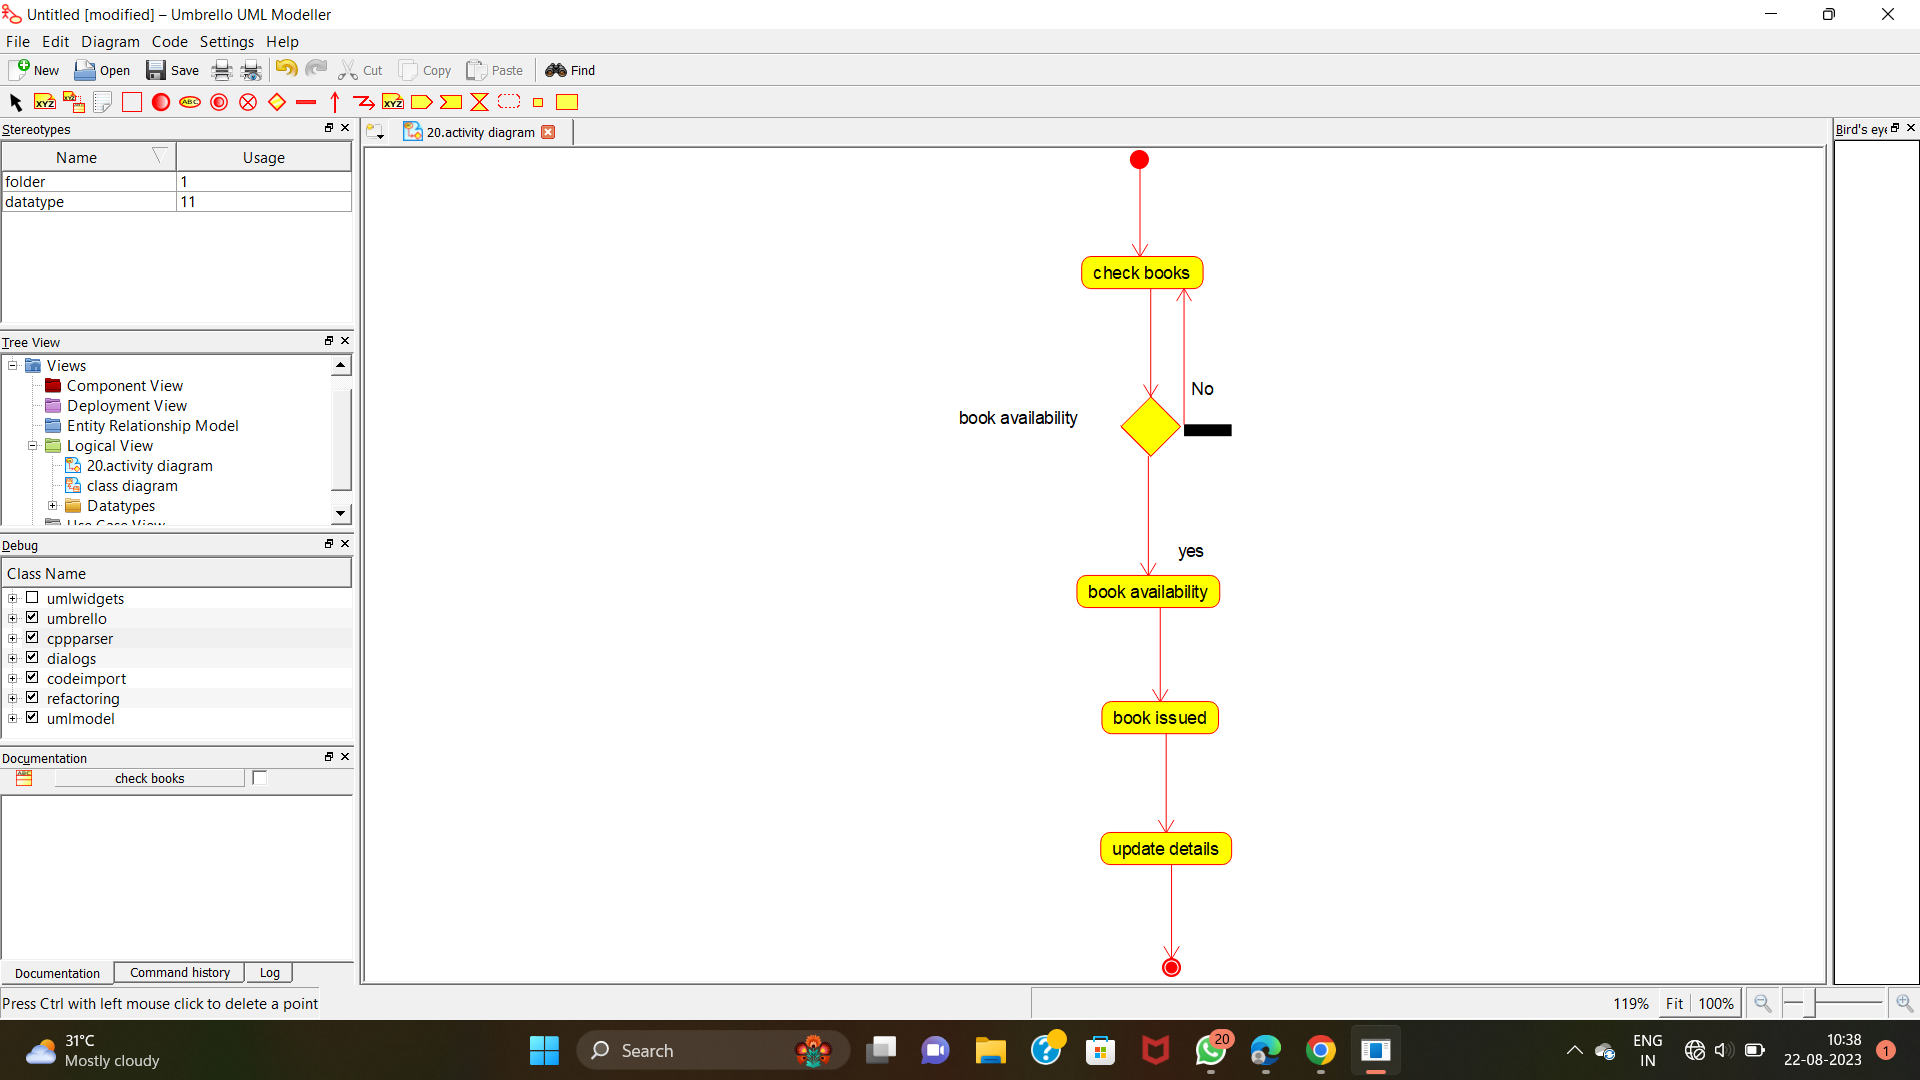 Untitled [modified] – Umbrello UML Modeller
File Edit Diagram Code Settings Help
New Open Save Cut Copy Paste Find
Stereotypes
Name Usage
folder 1
datatype 11
Tree View
Views
Component View
Deployment View
Entity Relationship Model
Logical View
20.activity diagram
class diagram
Datatypes
Use Case View
Debug
Class Name
umlwidgets
umbrello
cppparser
dialogs
codeimport
refactoring
umlmodel
Documentation
check books
Documentation Command history Log
Press Ctrl with left mouse click to delete a point
20.activity diagram
check books
No
book availability
yes
book availability
book issued
update details
Bird's eye
119% Fit 100%
31°C
Mostly cloudy
Search
20
ENG
IN
10:38
22-08-2023
1